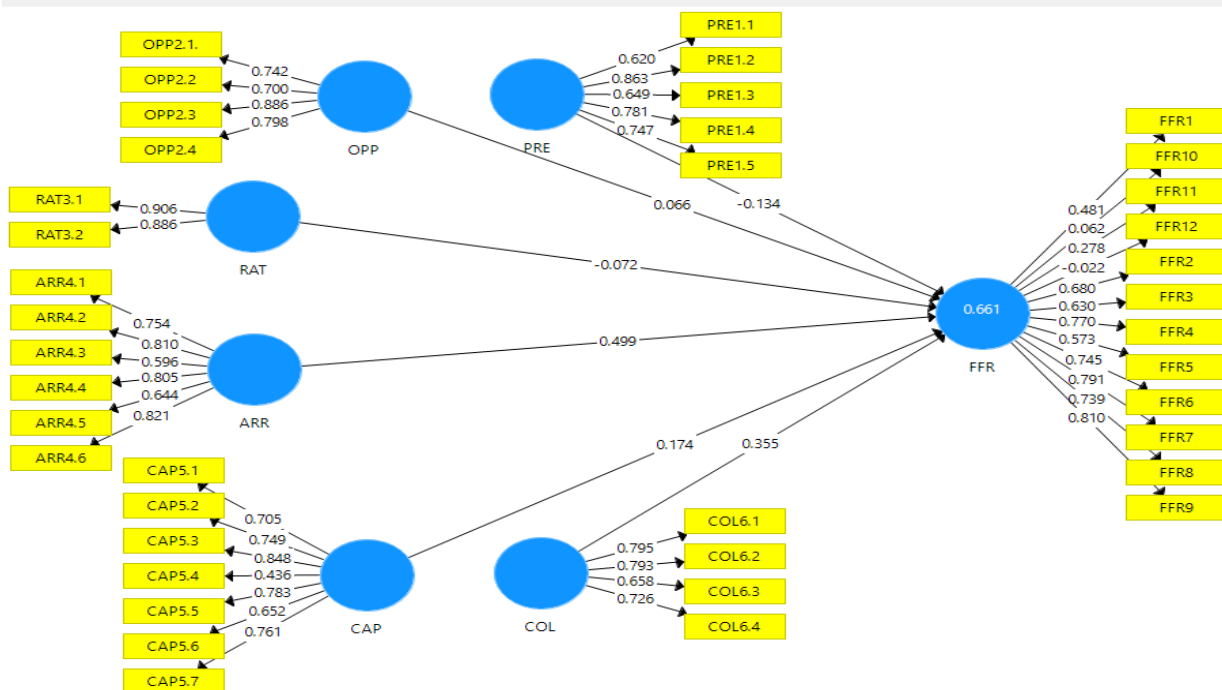 OPP2.1.
OPP2.2
OPP2.3
OPP2.4
0.742
0.700
0.886
0.798
OPP
PRE
PRE1.1
PRE1.2
PRE1.3
PRE1.4
PRE1.5
0.620
0.863
0.649
0.781
0.747
RAT3.1
RAT3.2
0.906
0.886
RAT
0.066
-0.134
-0.072
ARR4.1
ARR4.2
ARR4.3
ARR4.4
ARR4.5
ARR4.6
0.754
0.810
0.596
0.805
0.644
0.821
ARR
0.499
CAP5.1
CAP5.2
CAP5.3
CAP5.4
CAP5.5
CAP5.6
CAP5.7
0.705
0.749
0.848
0.436
0.783
0.652
0.761
CAP
0.174
0.355
COL
COL6.1
COL6.2
COL6.3
COL6.4
0.795
0.793
0.658
0.726
0.661
FFR
0.481
0.062
0.278
-0.022
0.680
0.630
0.770
0.573
0.745
0.791
0.739
0.810
FFR1
FFR10
FFR11
FFR12
FFR2
FFR3
FFR4
FFR5
FFR6
FFR7
FFR8
FFR9